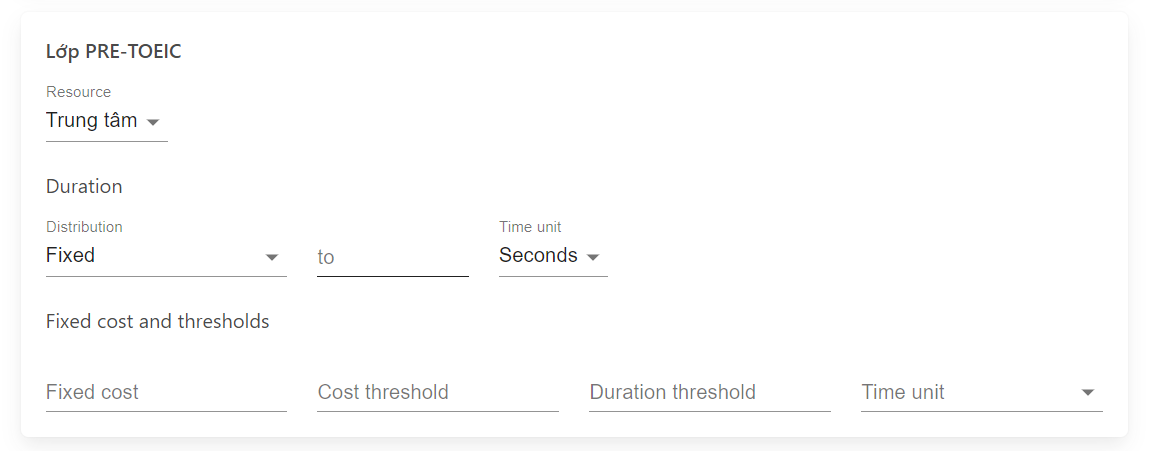 Lớp PRE-TOEIC
Resource
Trung tâm
Duration
Distribution
Time unit
Fixed
to
Seconds
Fixed cost and thresholds
Fixed cost
Cost threshold
Duration threshold
Time unit